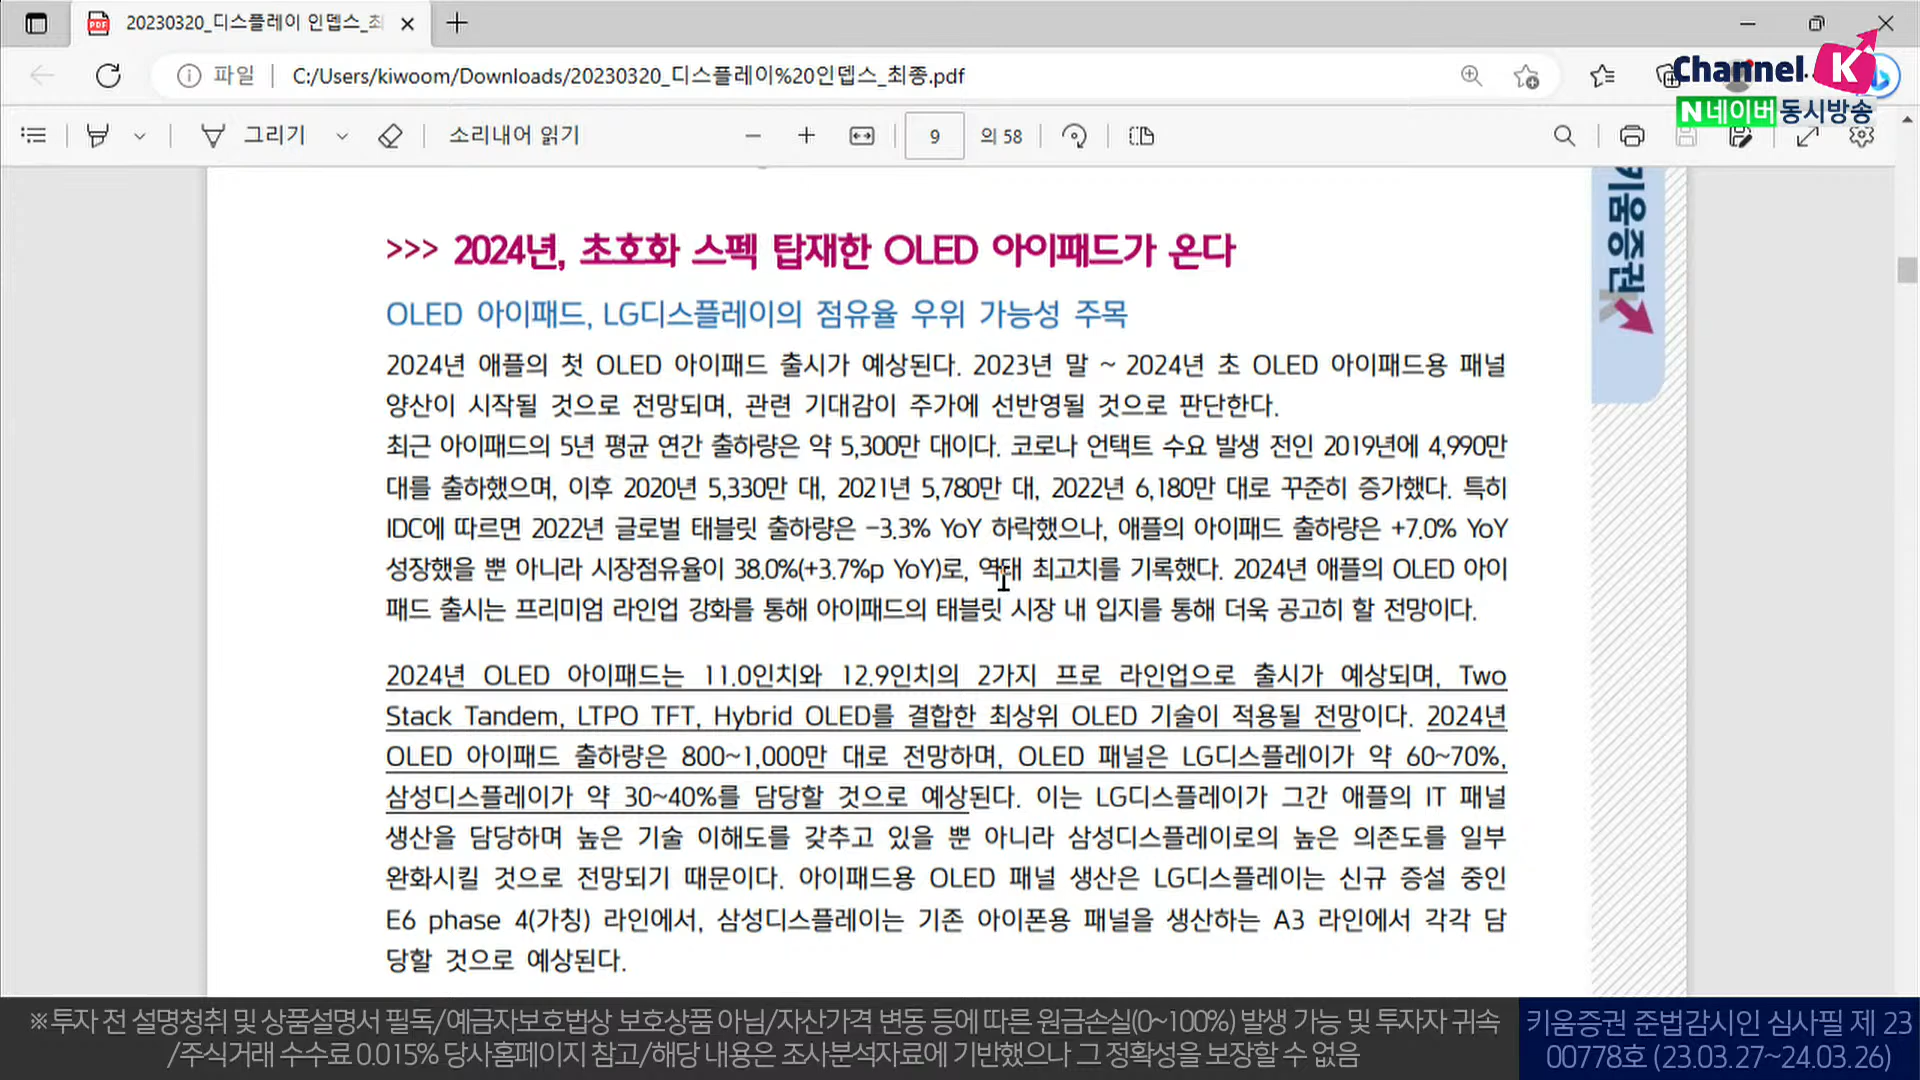 20230320_디스플레이 인뎁스_최
파일
C:/Users/kiwoom/Downloads/20230320_디스플레이%20인뎁스_최종.pdf
Channel K
N 네이버 동시방송
그리기
소리내어 읽기
9
의 58
키움증권
>>> 2024년, 초호화 스펙 탑재한 OLED 아이패드가 온다
OLED 아이패드, LG디스플레이의 점유율 우위 가능성 주목
2024년 애플의 첫 OLED 아이패드 출시가 예상된다. 2023년 말 ~ 2024년 초 OLED 아이패드용 패널
양산이 시작될 것으로 전망되며, 관련 기대감이 주가에 선반영될 것으로 판단한다.
최근 아이패드의 5년 평균 연간 출하량은 약 5,300만 대이다. 코로나 언택트 수요 발생 전인 2019년에 4,990만
대를 출하했으며, 이후 2020년 5,330만 대, 2021년 5,780만 대, 2022년 6,180만 대로 꾸준히 증가했다. 특히
IDC에 따르면 2022년 글로벌 태블릿 출하량은 -3.3% YoY 하락했으나, 애플의 아이패드 출하량은 +7.0% YoY
성장했을 뿐 아니라 시장점유율이 38.0%(+3.7%p YoY)로, 역대 최고치를 기록했다. 2024년 애플의 OLED 아이
패드 출시는 프리미엄 라인업 강화를 통해 아이패드의 태블릿 시장 내 입지를 통해 더욱 공고히 할 전망이다.
2024년 OLED 아이패드는 11.0인치와 12.9인치의 2가지 프로 라인업으로 출시가 예상되며, Two
Stack Tandem, LTPO TFT, Hybrid OLED를 결합한 최상위 OLED 기술이 적용될 전망이다. 2024년
OLED 아이패드 출하량은 800~1,000만 대로 전망하며, OLED 패널은 LG디스플레이가 약 60~70%,
삼성디스플레이가 약 30~40%를 담당할 것으로 예상된다. 이는 LG디스플레이가 그간 애플의 IT 패널
생산을 담당하며 높은 기술 이해도를 갖추고 있을 뿐 아니라 삼성디스플레이로의 높은 의존도를 일부
완화시킬 것으로 전망되기 때문이다. 아이패드용 OLED 패널 생산은 LG디스플레이는 신규 증설 중인
E6 phase 4(가칭) 라인에서, 삼성디스플레이는 기존 아이폰용 패널을 생산하는 A3 라인에서 각각 담
당할 것으로 예상된다.
※투자 전 설명청취 및 상품설명서 필독/예금자보호법상 보호상품 아님/자산가격 변동 등에 따른 원금손실(0~100%) 발생 가능 및 투자자 귀속
/주식거래 수수료 0.015% 당사홈페이지 참고/해당 내용은 조사분석자료에 기반했으나 그 정확성을 보장할 수 없음
키움증권 준법감시인 심사필 제 23
00778호 (23.03.27~24.03.26)